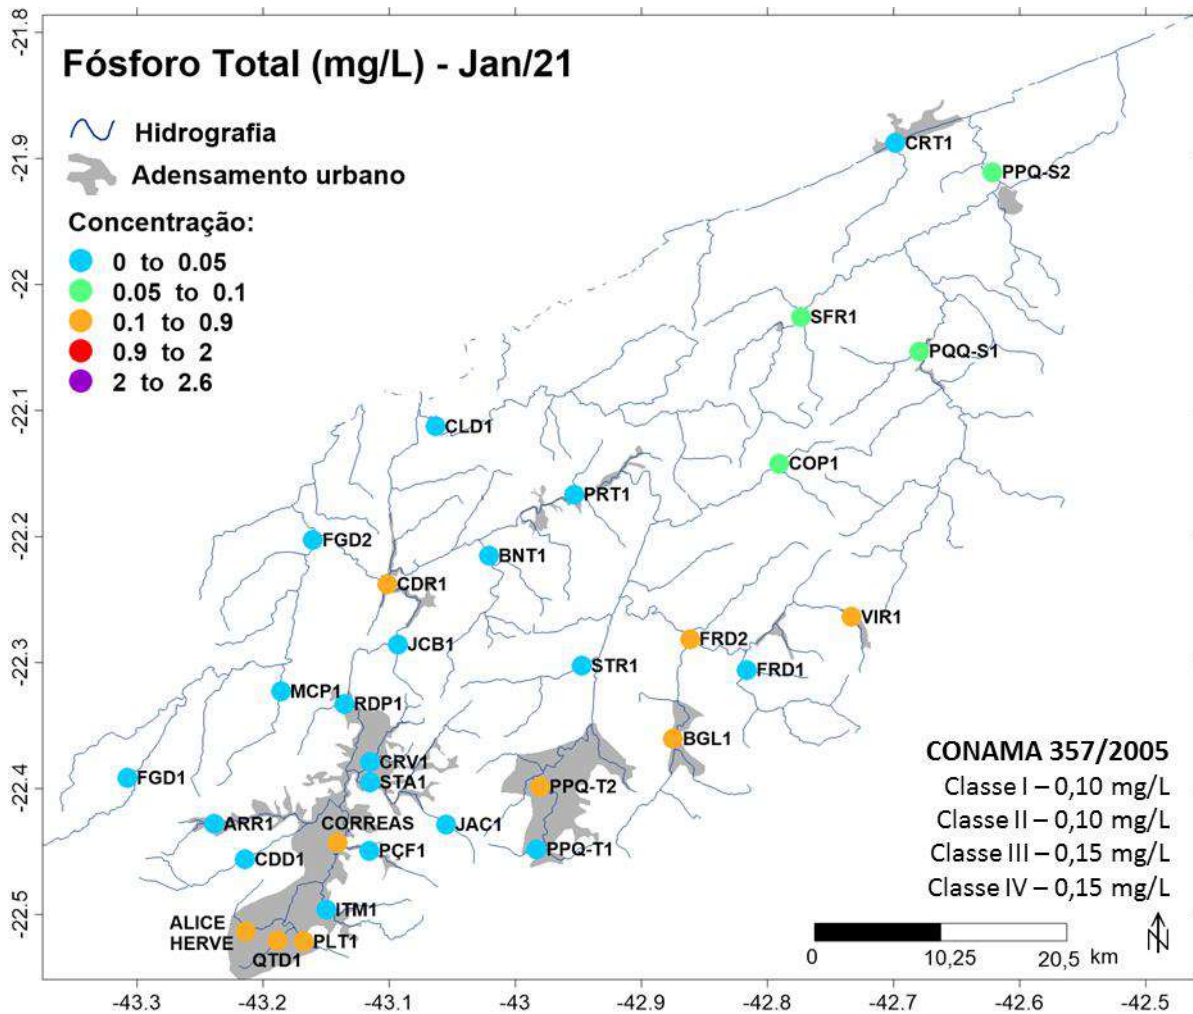 Fósforo Total (mg/L) - Jan/21
Hidrografia
Adensamento urbano
Concentração:
0 to 0.05
0.05 to 0.1
0.1 to 0.9
0.9 to 2
2 to 2.6
CRT1
PPQ-S2
SFR1
PQQ-S1
CLD1
COP1
PRT1
FGD2
BNT1
CDR1
VIR1
FRD2
JCB1
STR1
FRD1
MCP1
RDP1
BGL1
CRV1
FGD1
STA1
PPQ-T2
ARR1
CORREAS
JAC1
CDD1
PÇF1
PPQ-T1
ITM1
ALICE
HERVE
QTD1
PLT1
CONAMA 357/2005
Classe I – 0,10 mg/L
Classe II – 0,10 mg/L
Classe III – 0,15 mg/L
Classe IV – 0,15 mg/L
0 10,25 20,5 km
N
-21.8
-21.9
-22
-22.1
-22.2
-22.3
-22.4
-22.5
-43.3 -43.2 -43.1 -43 -42.9 -42.8 -42.7 -42.6 -42.5